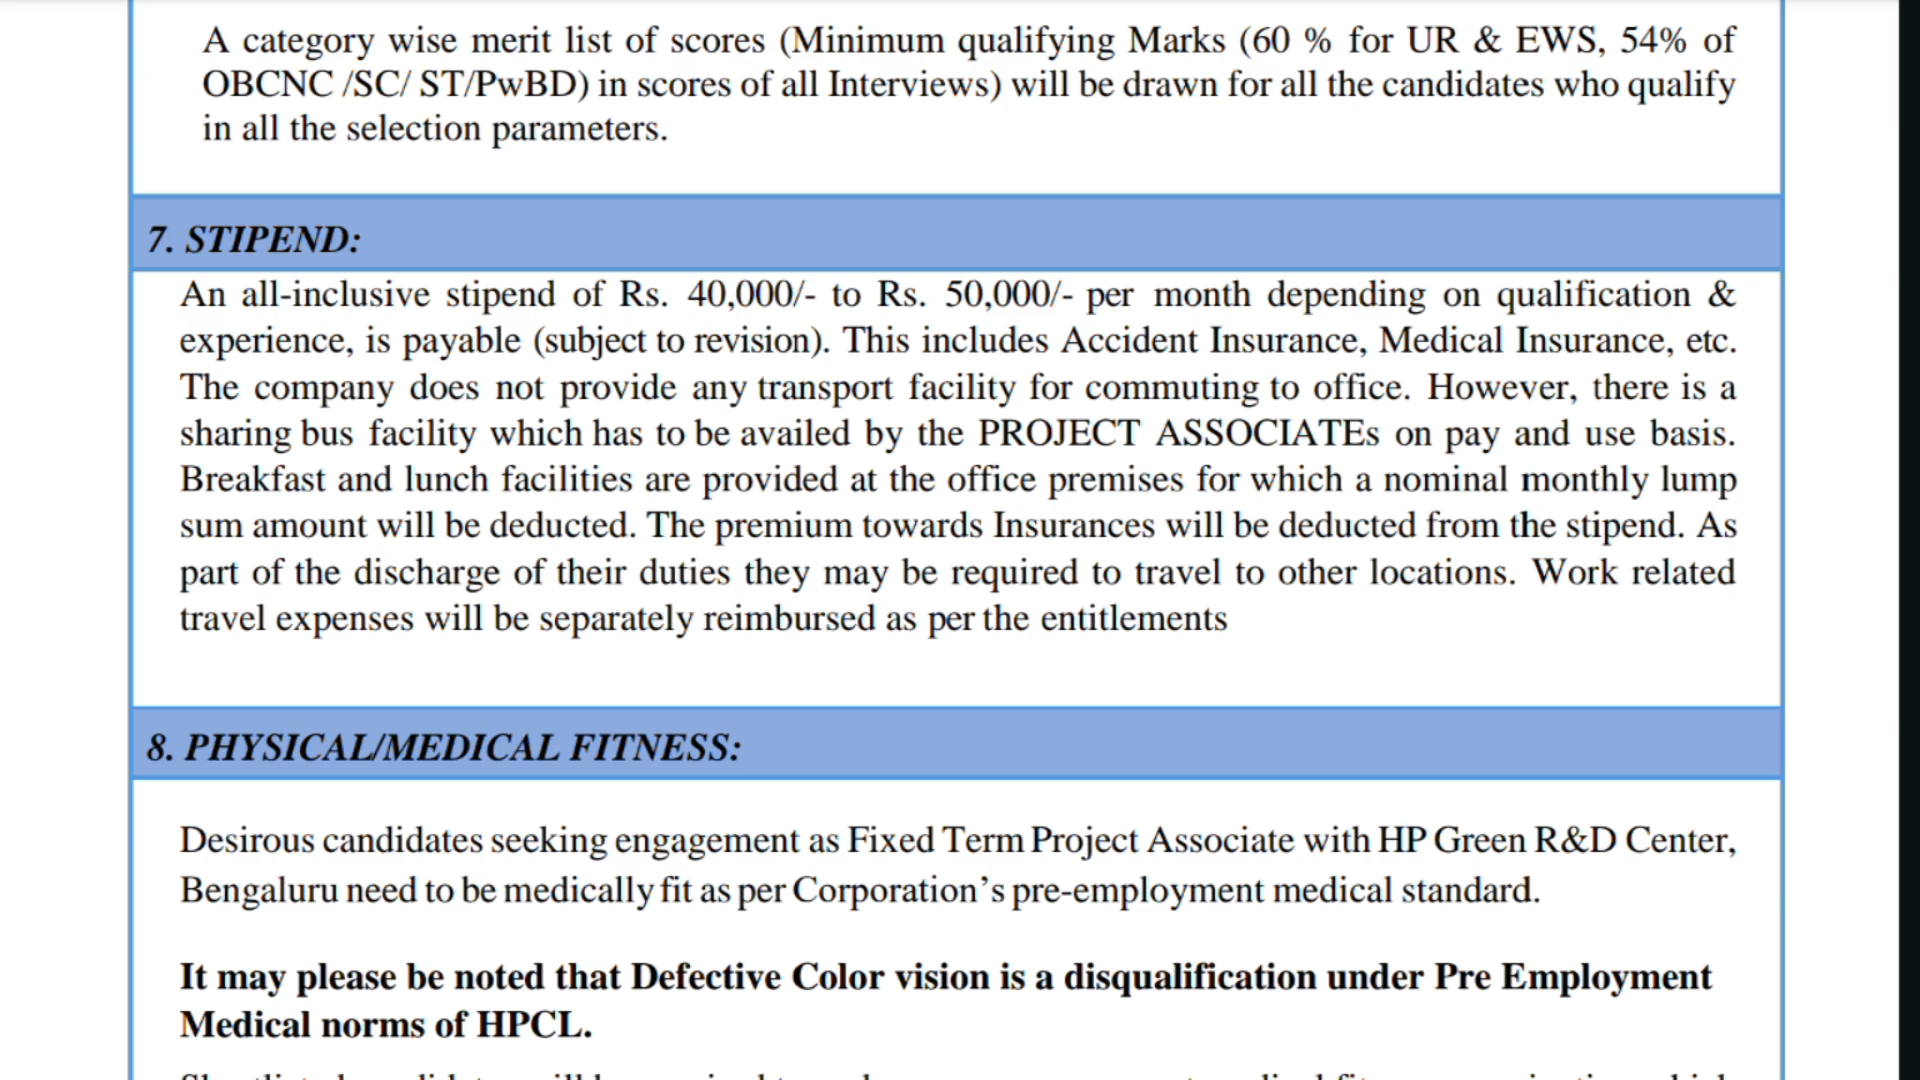 A category wise merit list of scores (Minimum qualifying Marks (60 % for UR & EWS, 54% of
OBCNC /SC/ ST/PwBD) in scores of all Interviews) will be drawn for all the candidates who qualify
in all the selection parameters.
7. STIPEND:
An all-inclusive stipend of Rs. 40,000/- to Rs. 50,000/- per month depending on qualification &
experience, is payable (subject to revision). This includes Accident Insurance, Medical Insurance, etc.
The company does not provide any transport facility for commuting to office. However, there is a
sharing bus facility which has to be availed by the PROJECT ASSOCIATEs on pay and use basis.
Breakfast and lunch facilities are provided at the office premises for which a nominal monthly lump
sum amount will be deducted. The premium towards Insurances will be deducted from the stipend. As
part of the discharge of their duties they may be required to travel to other locations. Work related
travel expenses will be separately reimbursed as per the entitlements
8. PHYSICAL/MEDICAL FITNESS:
Desirous candidates seeking engagement as Fixed Term Project Associate with HP Green R&D Center,
Bengaluru need to be medically fit as per Corporation’s pre-employment medical standard.
It may please be noted that Defective Color vision is a disqualification under Pre Employment
Medical norms of HPCL.